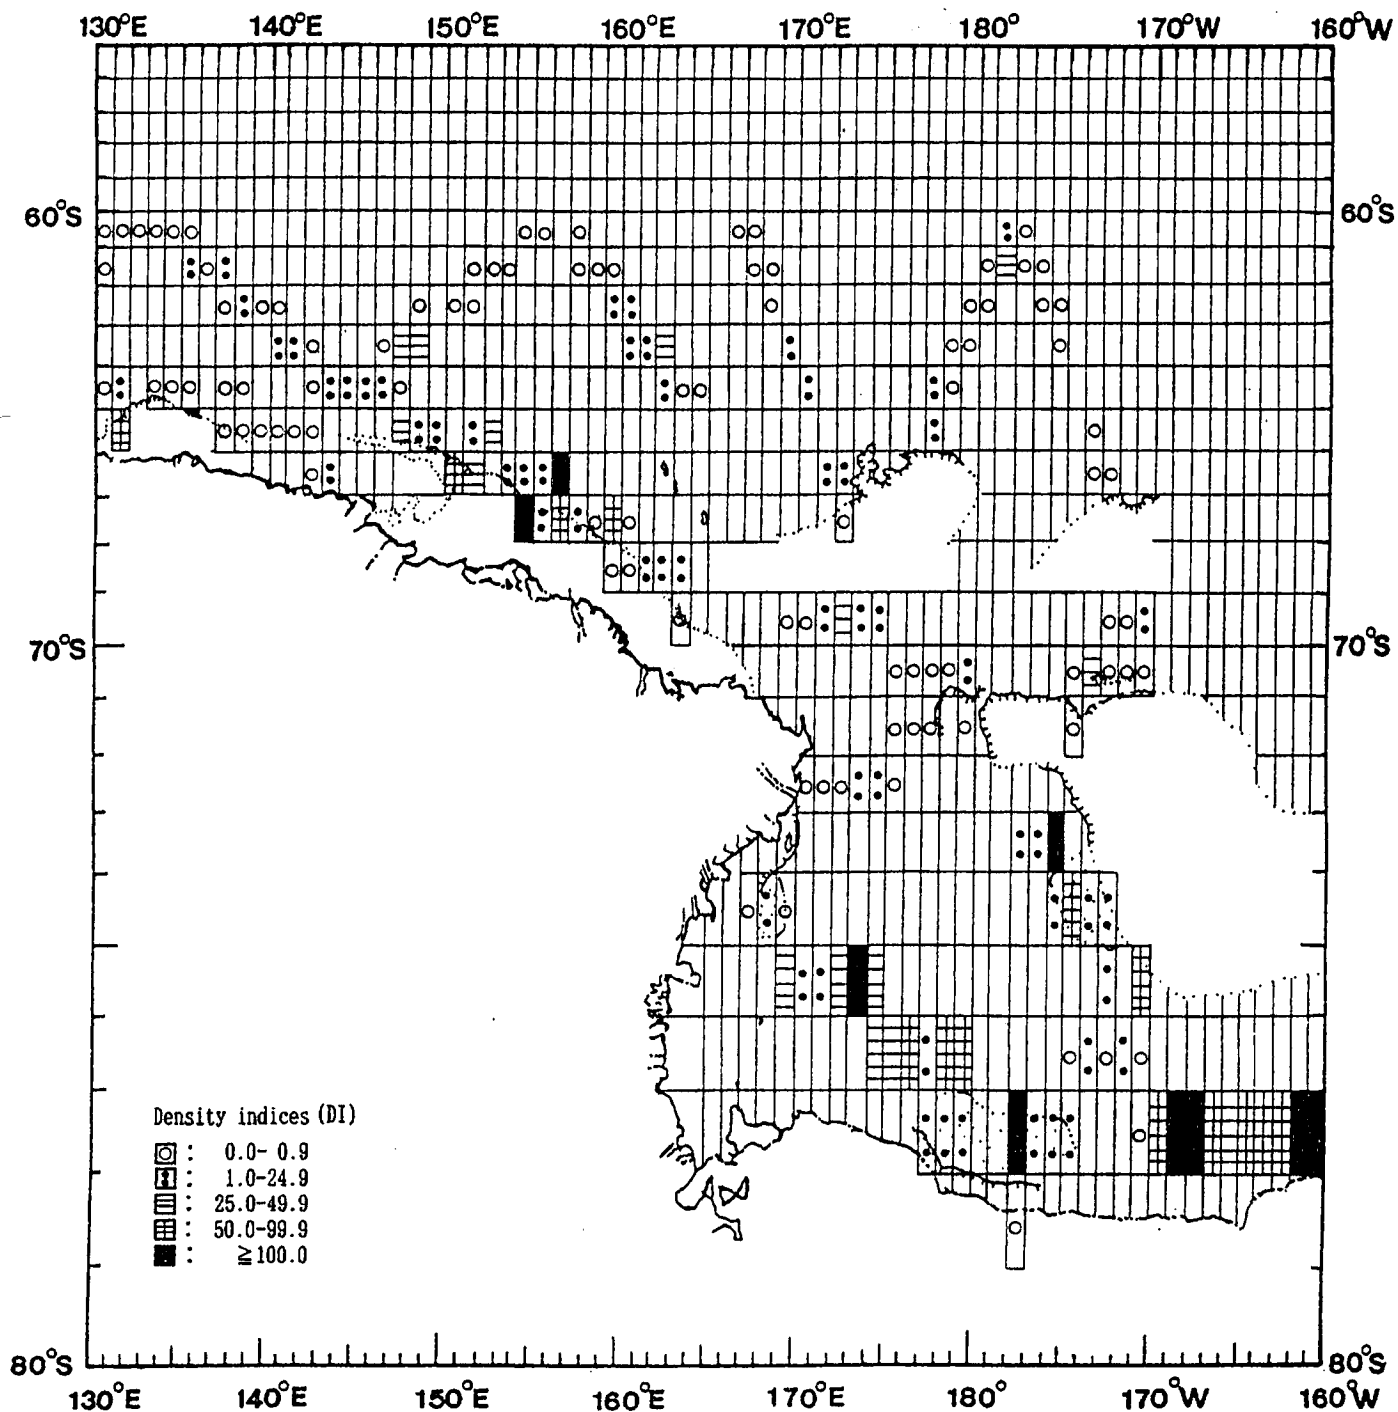 130°E 140°E 150°E 160°E 170°E 180° 170°W 160°W
60°S 60°S
70°S 70°S
Density indices (DI)
: 0.0- 0.9
: 1.0-24.9
: 25.0-49.9
: 50.0-99.9
: ≧100.0
80°S 80°S
130°E 140°E 150°E 160°E 170°E 180° 170°W 160°W